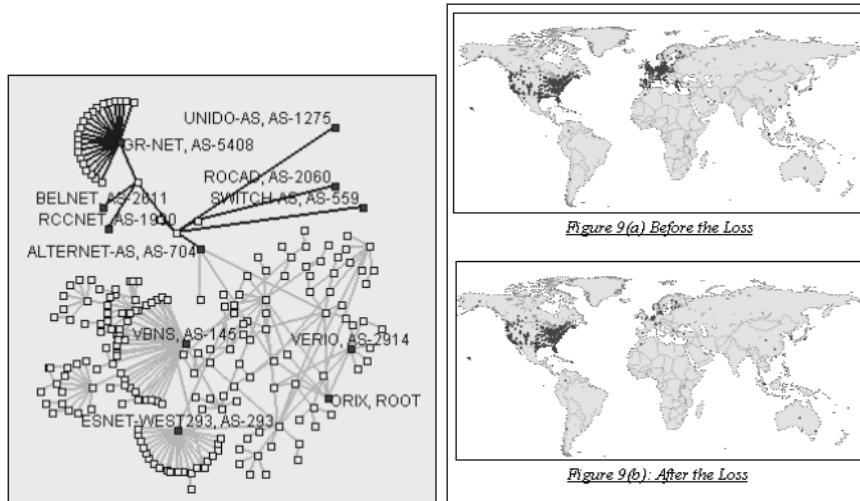 UNIDO-AS, AS-1275
GR-NET, AS-5408
ROCAD, AS-2060
BELNET, AS-2611
SWITCH-AS, AS-559
RCCNET, AS-1930
ALTERNET-AS, AS-704
VBNS, AS-145
VERIO, AS-2914
ORIX, ROOT
ESNET-WEST293, AS-293
Figure 9(a) Before the Loss
Figure 9(b): After the Loss